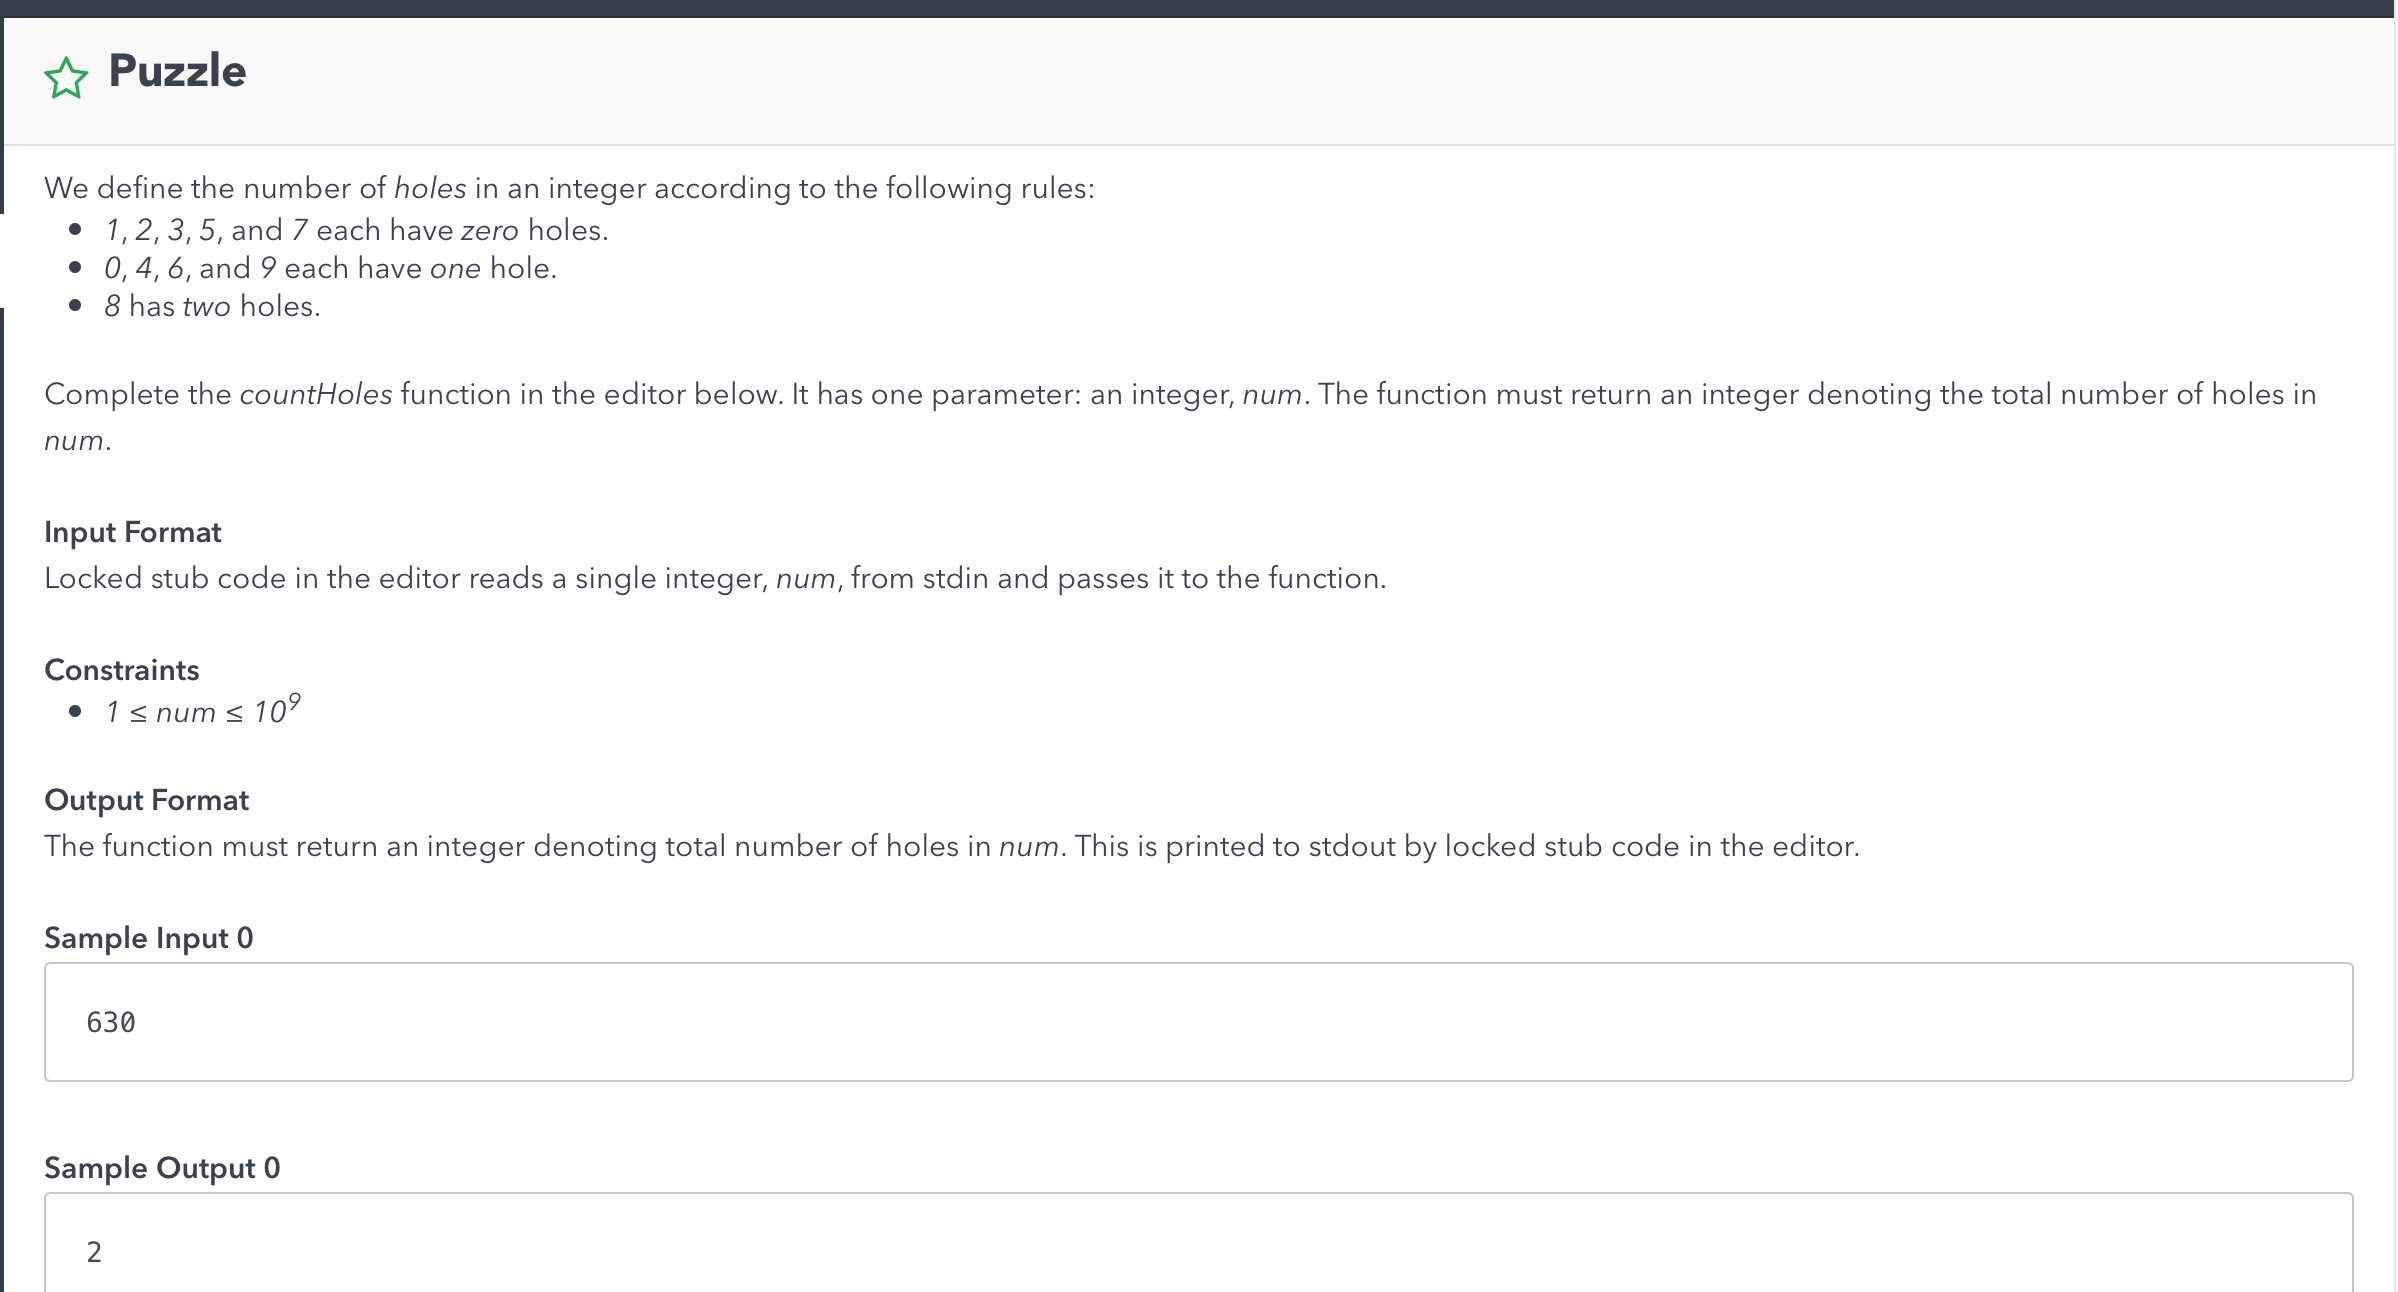 Puzzle
We define the number of holes in an integer according to the following rules:
• 1, 2, 3, 5, and 7 each have zero holes.
• 0, 4, 6, and 9 each have one hole.
• 8 has two holes.
Complete the countHoles function in the editor below. It has one parameter: an integer, num. The function must return an integer denoting the total number of holes in
num.
Input Format
Locked stub code in the editor reads a single integer, num, from stdin and passes it to the function.
Constraints
• 1 ≤ num ≤ 10⁹
Output Format
The function must return an integer denoting total number of holes in num. This is printed to stdout by locked stub code in the editor.
Sample Input 0
630
Sample Output 0
2